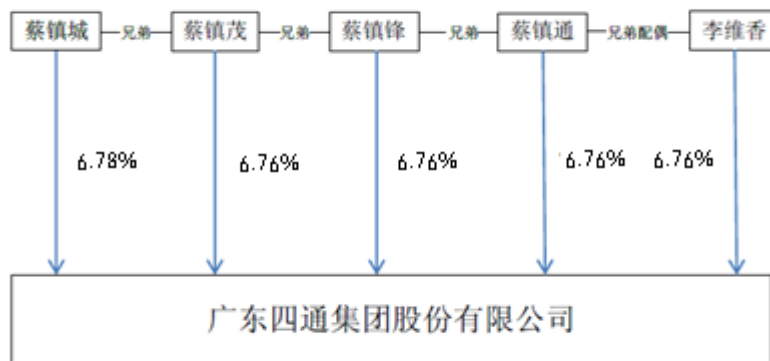 蔡镇城 兄弟 蔡镇茂 兄弟 蔡镇锋 兄弟 蔡镇通 兄弟配偶 李维香
6.78% 6.76% 6.76% 6.76% 6.76%
广东四通集团股份有限公司